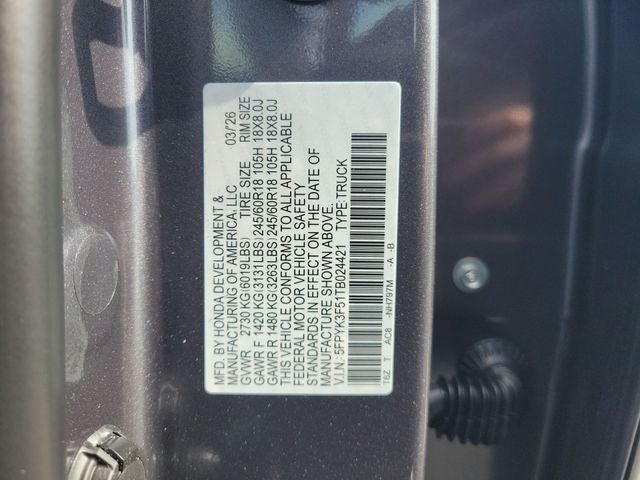 MFD. BY HONDA DEVELOPMENT &
MANUFACTURING OF AMERICA, LLC 03/'26
GVWR 2730 KG(6019LBS) TIRE SIZE RIM SIZE
GAWR F 1420 KG(3131LBS)245/60R18 105H 18X8.0J
GAWR R 1480 KG(3263LBS)245/60R18 105H 18X8.0J
THIS VEHICLE CONFORMS TO ALL APPLICABLE
FEDERAL MOTOR VEHICLE SAFETY
STANDARDS IN EFFECT ON THE DATE OF
MANUFACTURE SHOWN ABOVE.
V.I.N.: 5FPYK3F51TB024421 TYPE:TRUCK
T6Z T AC8 -NH797M -A -B